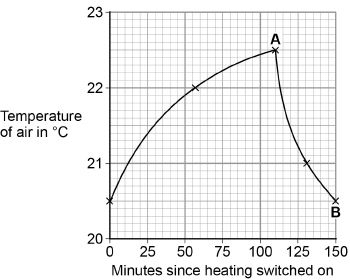 23
A
22
Temperature
of air in °C
21
B
20
0 25 50 75 100 125 150
Minutes since heating switched on